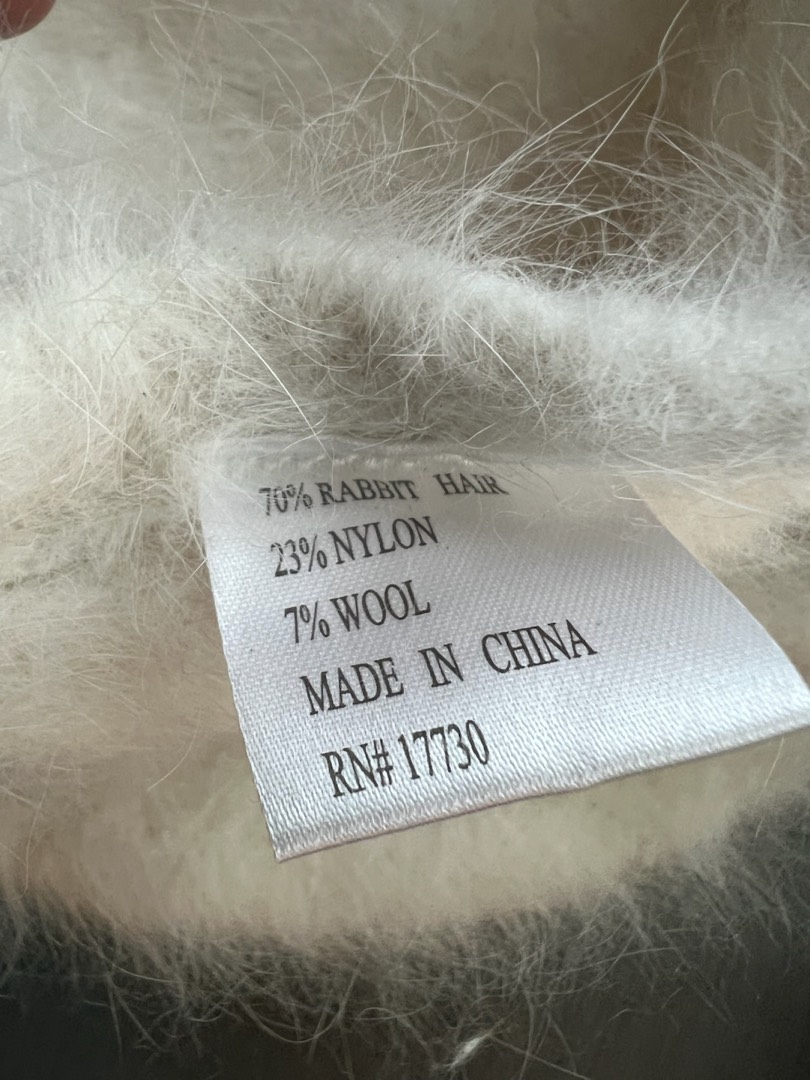 70% RABBIT HAIR
23% NYLON
7% WOOL
MADE IN CHINA
RN# 17730